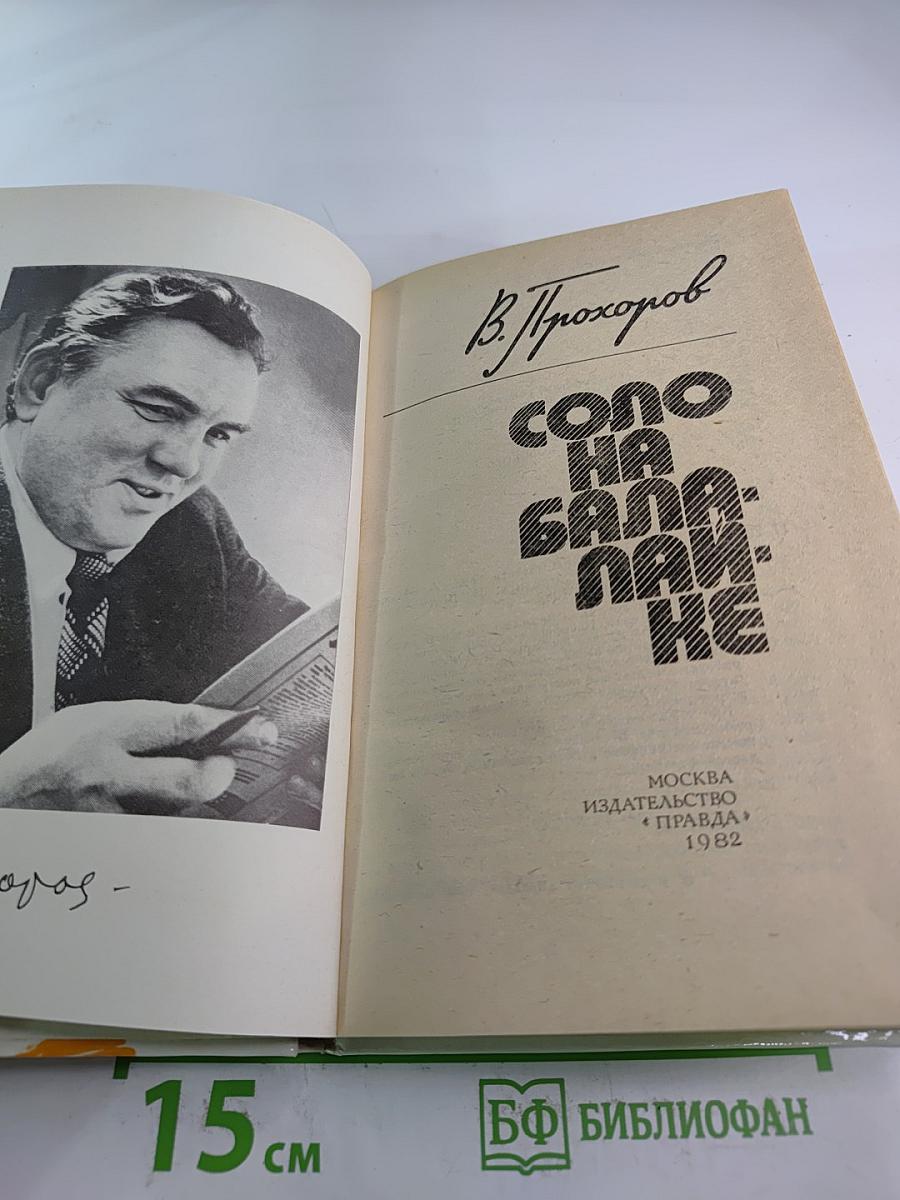 В. Прохоров
СОЛО
НА
БАЛА-
ЛАЙ-
КЕ
МОСКВА
ИЗДАТЕЛЬСТВО
«ПРАВДА»
1982
15 см
БФ БИБЛИОФАН